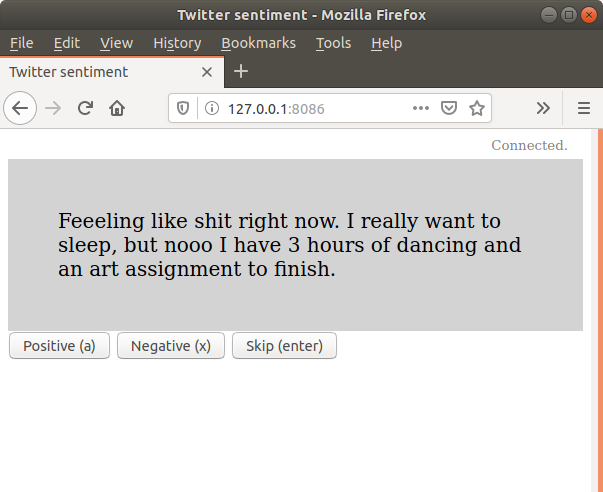 Twitter sentiment - Mozilla Firefox
File Edit View History Bookmarks Tools Help
Twitter sentiment
127.0.0.1:8086
Connected.
Feeeling like shit right now. I really want to
sleep, but nooo I have 3 hours of dancing and
an art assignment to finish.
Positive (a) Negative (x) Skip (enter)